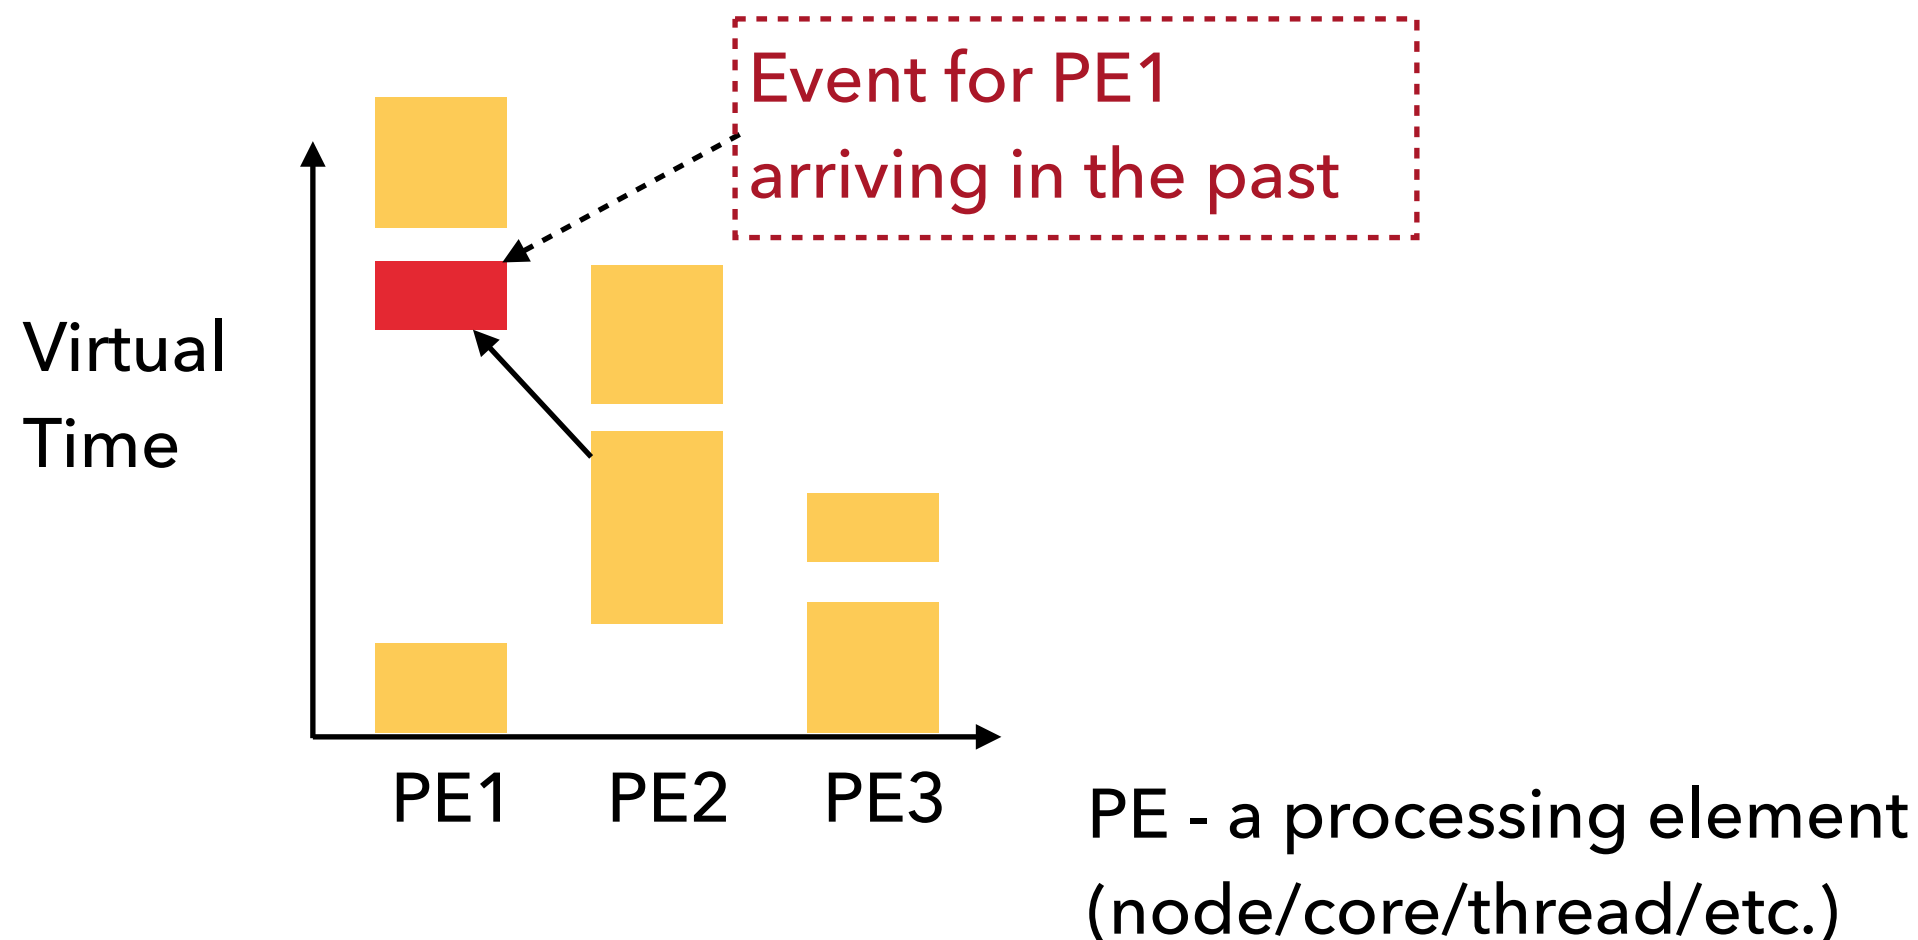 Event for PE1
arriving in the past
Virtual
Time
PE1 PE2 PE3
PE - a processing element
(node/core/thread/etc.)